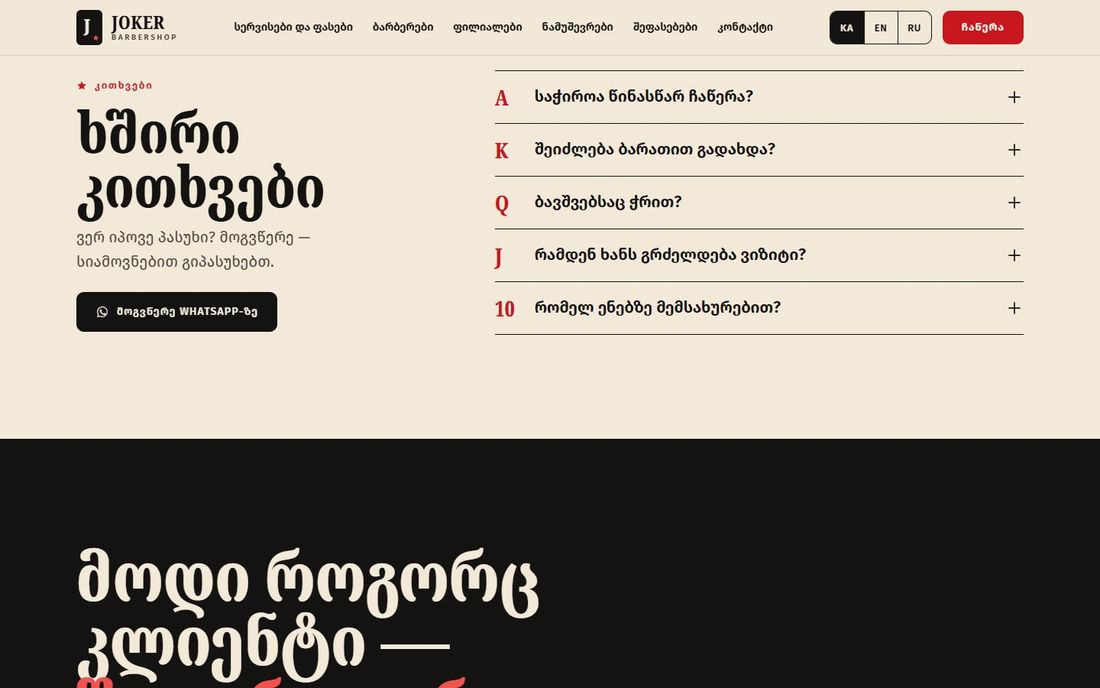 J
JOKER
BARBERSHOP
სერვისები და ფასები
ბარბერები
ფილიალები
ნამუშევრები
შეფასებები
კონტაქტი
KA
EN
RU
ჩაწერა
კითხვები
ხშირი
კითხვები
ვერ იპოვე პასუხი? მოგვწერე —
სიამოვნებით გიპასუხებთ.
მოგვწერე WHATSAPP-ზე
A საჭიროა წინასწარ ჩაწერა?
K შეიძლება ბარათით გადახდა?
Q ბავშვებსაც ჭრით?
J რამდენ ხანს გრძელდება ვიზიტი?
10 რომელ ენებზე მემსახურებით?
მოდი როგორც
კლიენტი —